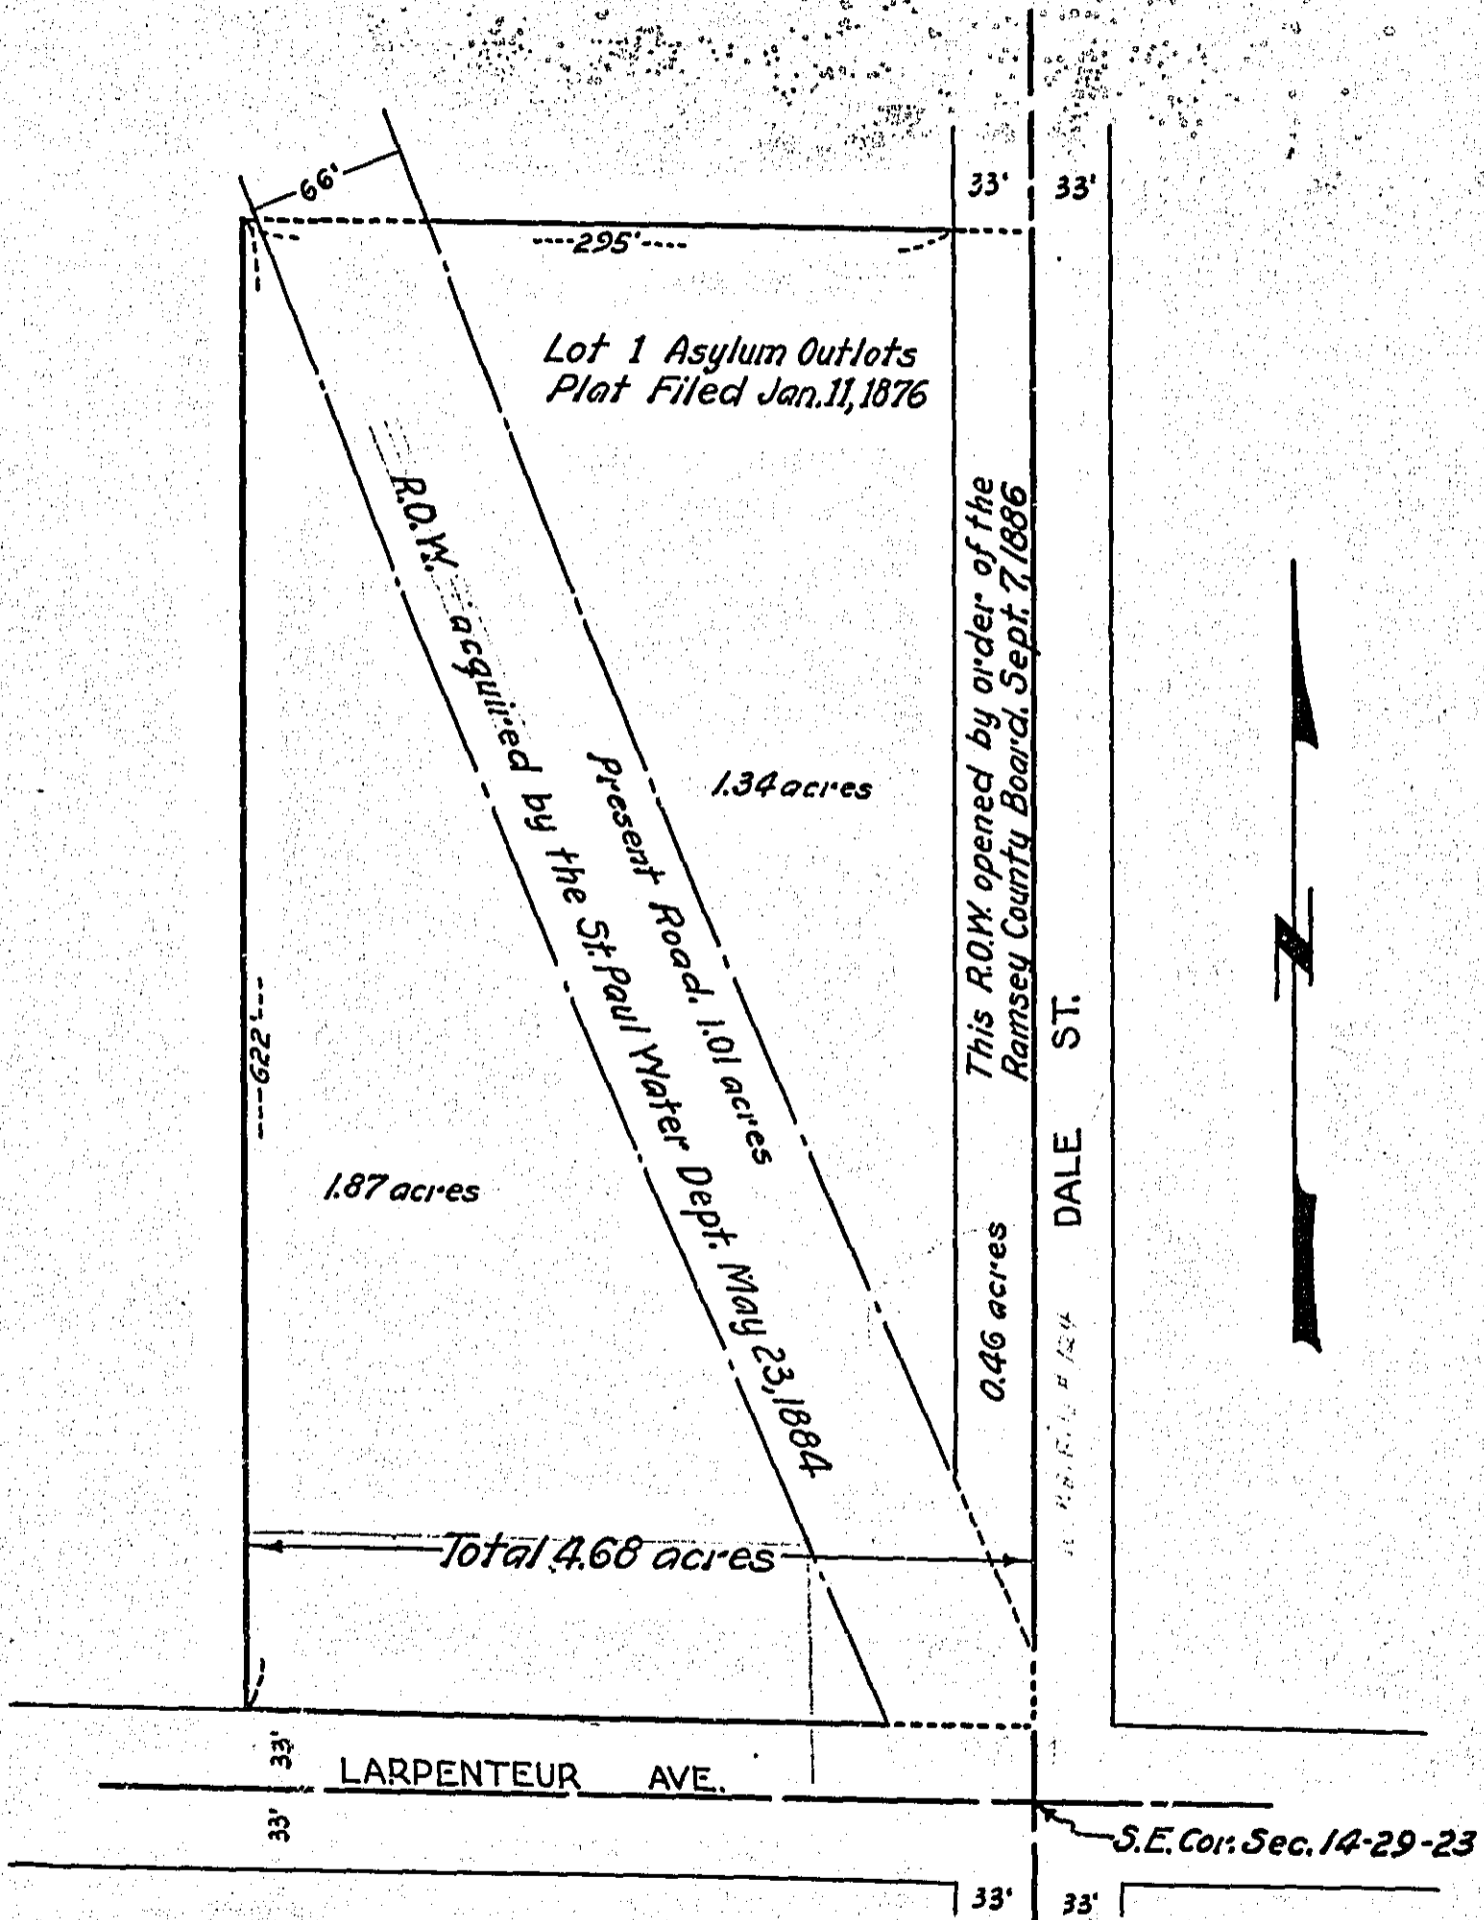 66'
33'
33'
295'
Lot 1 Asylum Outlots
Plat Filed Jan. 11, 1876
R.O.W. acquired by the St. Paul Water Dept. May 23, 1884
Present Road. 1.01 acres
1.34 acres
This R.O.W. opened by order of the
Ramsey County Board. Sept. 7, 1886
N
622'
DALE ST.
1.87 acres
0.46 acres
Total 4.68 acres
33'
LARPENTEUR AVE.
33'
S.E. Cor. Sec. 14-29-23
33'
33'